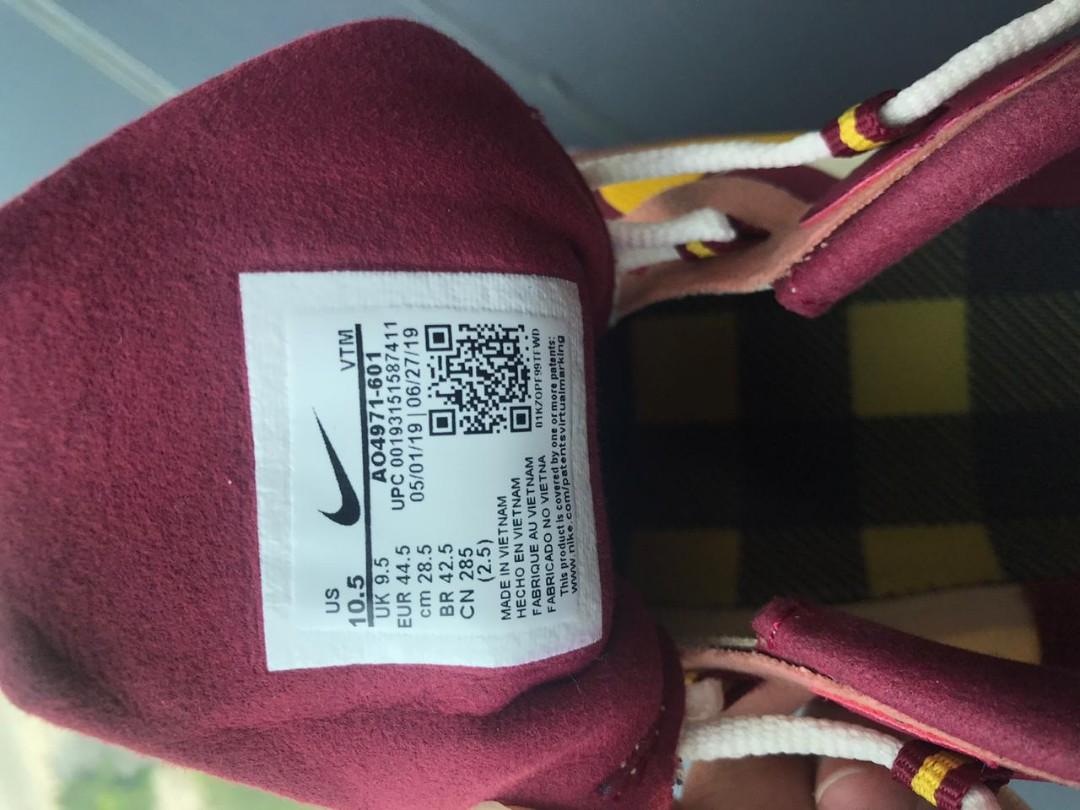 US
10.5
VTM
UK 9.5
EUR 44.5
cm 28.5
BR 42.5
CN 285
(2.5)
AO4971-601
UPC 00193151587411
05/01/19 | 06/27/19
MADE IN VIETNAM
HECHO EN VIETNAM
FABRIQUE AU VIETNAM
FABRICADO NO VIETNA
This product is covered by one or more patents:
www.nike.com/patentsvirtualmarking